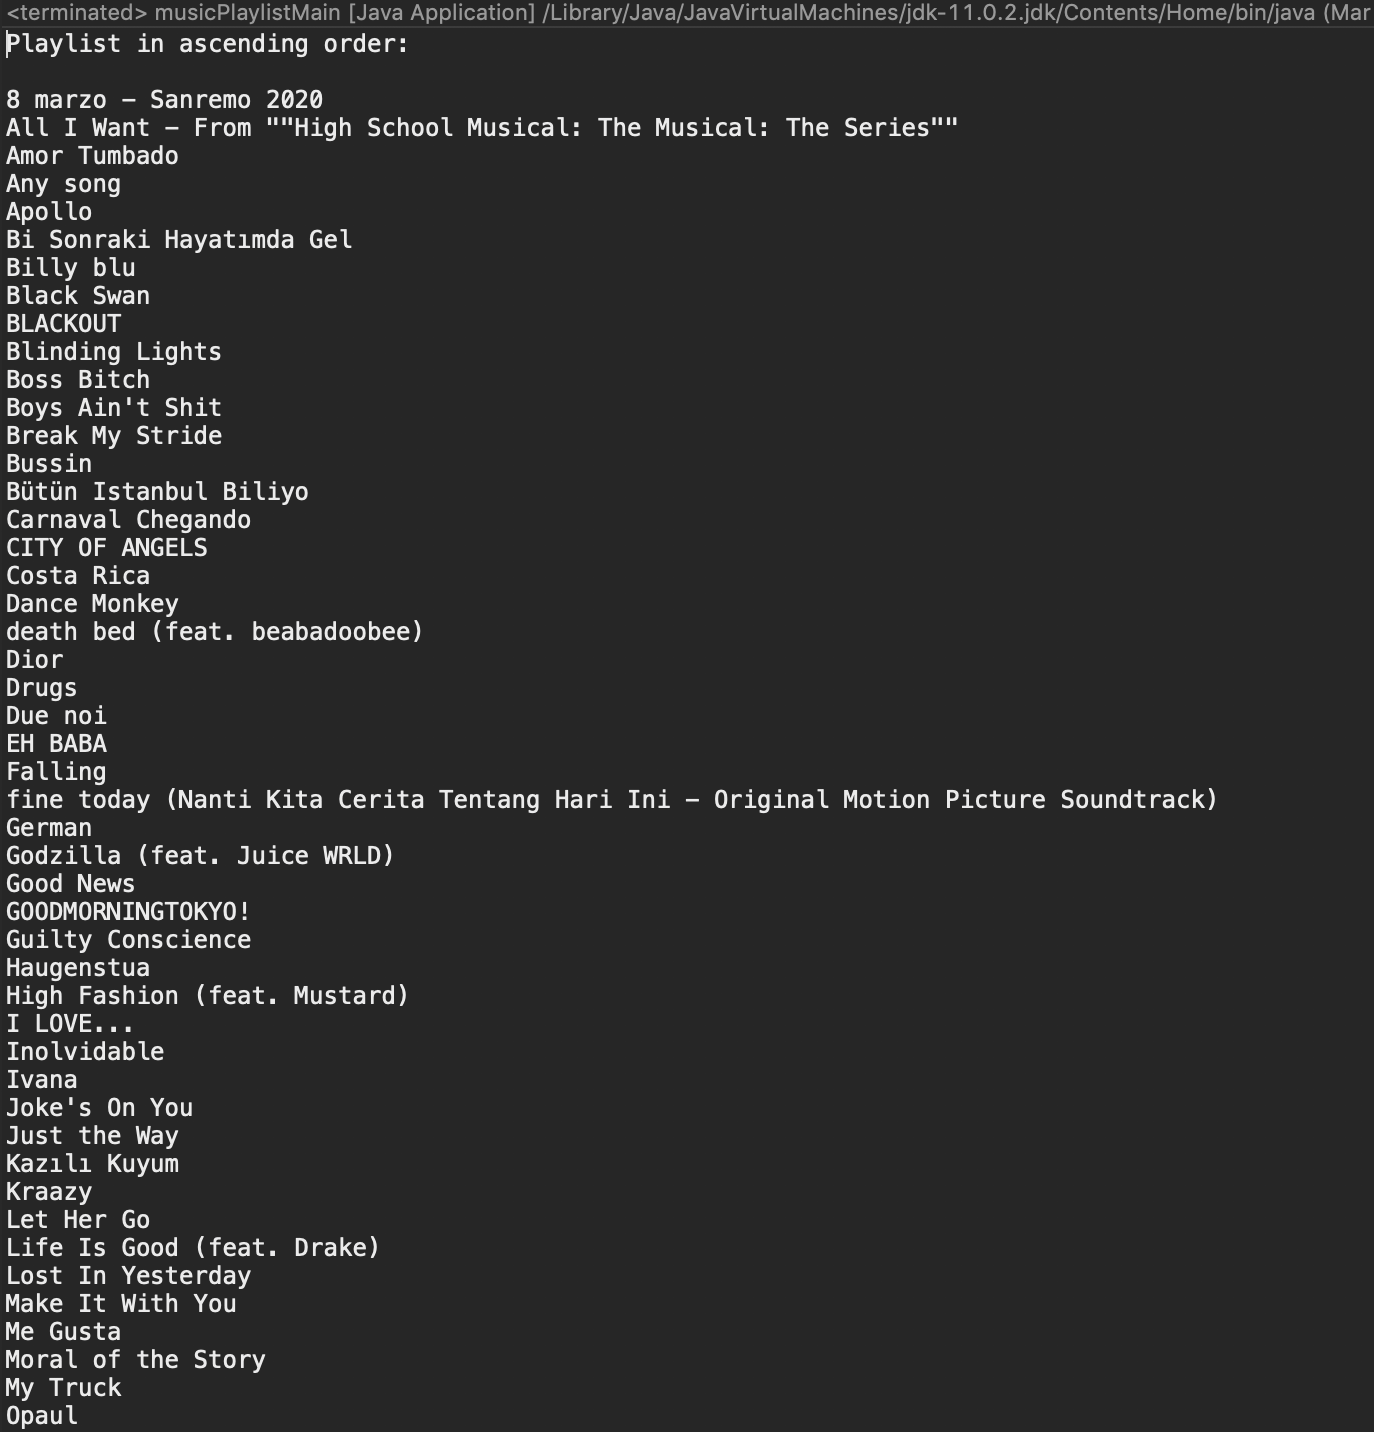 <terminated> musicPlaylistMain [Java Application] /Library/Java/JavaVirtualMachines/jdk-11.0.2.jdk/Contents/Home/bin/java (Mar
Playlist in ascending order:
8 marzo – Sanremo 2020
All I Want – From ""High School Musical: The Musical: The Series""
Amor Tumbado
Any song
Apollo
Bi Sonraki Hayatımda Gel
Billy blu
Black Swan
BLACKOUT
Blinding Lights
Boss Bitch
Boys Ain't Shit
Break My Stride
Bussin
Bütün Istanbul Biliyo
Carnaval Chegando
CITY OF ANGELS
Costa Rica
Dance Monkey
death bed (feat. beabadoobee)
Dior
Drugs
Due noi
EH BABA
Falling
fine today (Nanti Kita Cerita Tentang Hari Ini – Original Motion Picture Soundtrack)
German
Godzilla (feat. Juice WRLD)
Good News
GOODMORNINGTOKYO!
Guilty Conscience
Haugenstua
High Fashion (feat. Mustard)
I LOVE...
Inolvidable
Ivana
Joke's On You
Just the Way
Kazılı Kuyum
Kraazy
Let Her Go
Life Is Good (feat. Drake)
Lost In Yesterday
Make It With You
Me Gusta
Moral of the Story
My Truck
Opaul